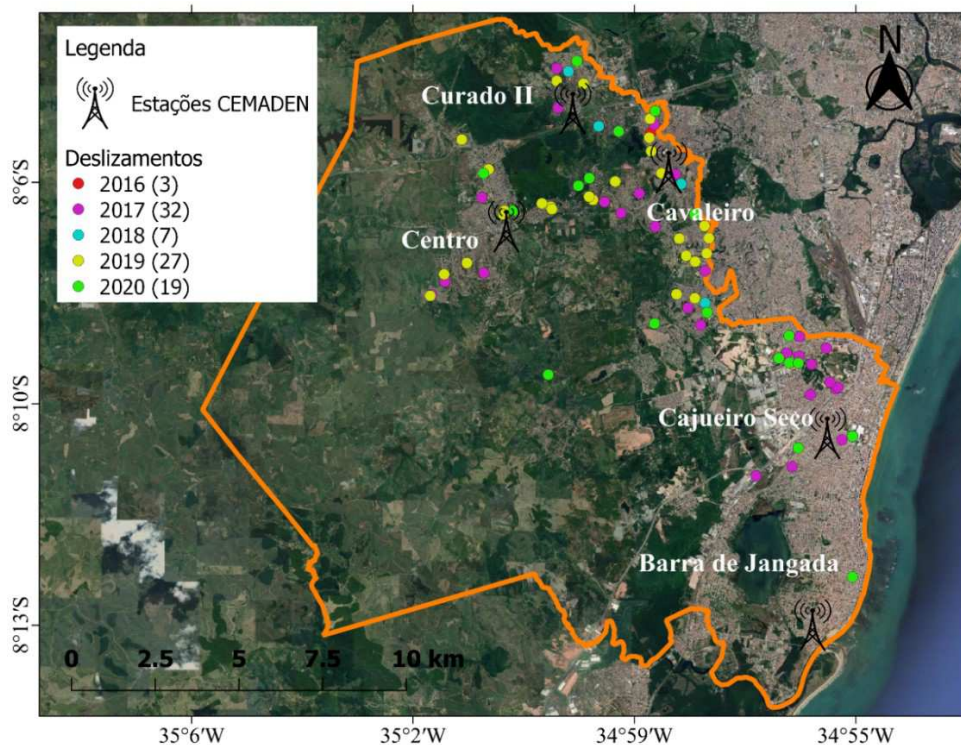 Legenda
Estações CEMADEN
Deslizamentos
2016 (3)
2017 (32)
2018 (7)
2019 (27)
2020 (19)
N
Curado II
Cavaleiro
Centro
Cajueiro Seco
Barra de Jangada
8°6'S
8°10'S
8°13'S
0 2.5 5 7.5 10 km
35°6'W 35°2'W 34°59'W 34°55'W